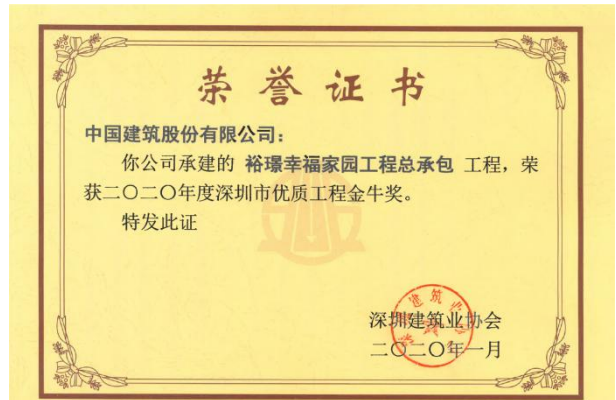 荣誉证书
中国建筑股份有限公司：
你公司承建的 裕璟幸福家园工程总承包 工程，荣
获二〇二〇年度深圳市优质工程金牛奖。
特发此证
深圳建筑业协会
二〇二〇年一月